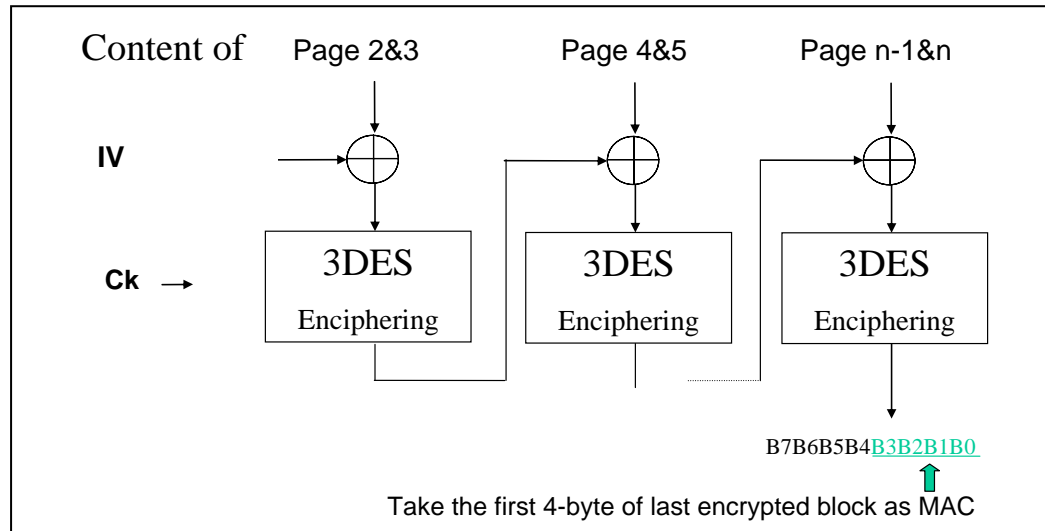 Content of Page 2&3 Page 4&5 Page n-1&n
IV
3DES 3DES 3DES
Ck
Enciphering Enciphering Enciphering
B7B6B5B4B3B2B1B0
Take the first 4-byte of last encrypted block as MAC